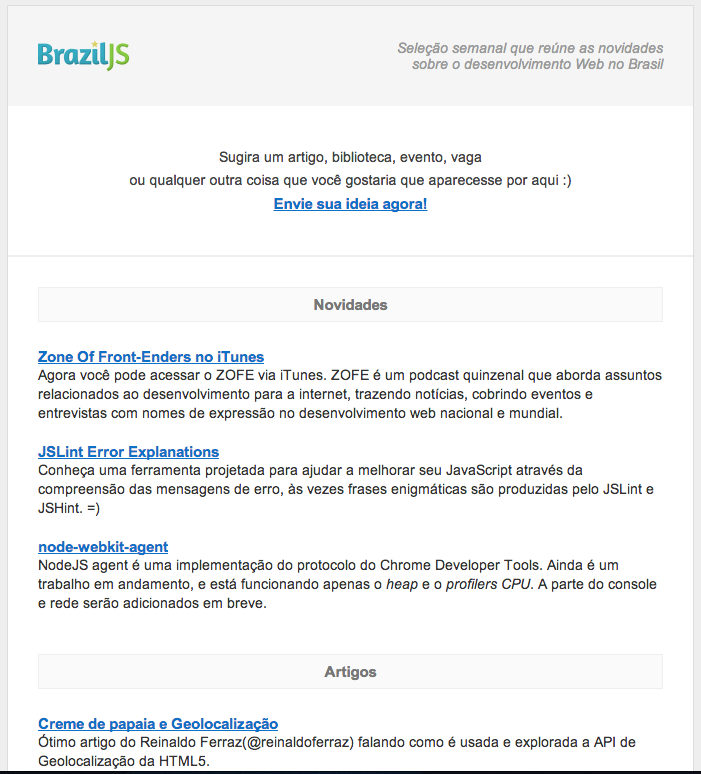 BrazilJS
Seleção semanal que reúne as novidades
sobre o desenvolvimento Web no Brasil
Sugira um artigo, biblioteca, evento, vaga
ou qualquer outra coisa que você gostaria que aparecesse por aqui :)
Envie sua ideia agora!
Novidades
Zone Of Front-Enders no iTunes
Agora você pode acessar o ZOFE via iTunes. ZOFE é um podcast quinzenal que aborda assuntos
relacionados ao desenvolvimento para a internet, trazendo notícias, cobrindo eventos e
entrevistas com nomes de expressão no desenvolvimento web nacional e mundial.
JSLint Error Explanations
Conheça uma ferramenta projetada para ajudar a melhorar seu JavaScript através da
compreensão das mensagens de erro, às vezes frases enigmáticas são produzidas pelo JSLint e
JSHint. =)
node-webkit-agent
NodeJS agent é uma implementação do protocolo do Chrome Developer Tools. Ainda é um
trabalho em andamento, e está funcionando apenas o heap e o profilers CPU. A parte do console
e rede serão adicionados em breve.
Artigos
Creme de papaia e Geolocalização
Ótimo artigo do Reinaldo Ferraz(@reinaldoferraz) falando como é usada e explorada a API de
Geolocalização da HTML5.